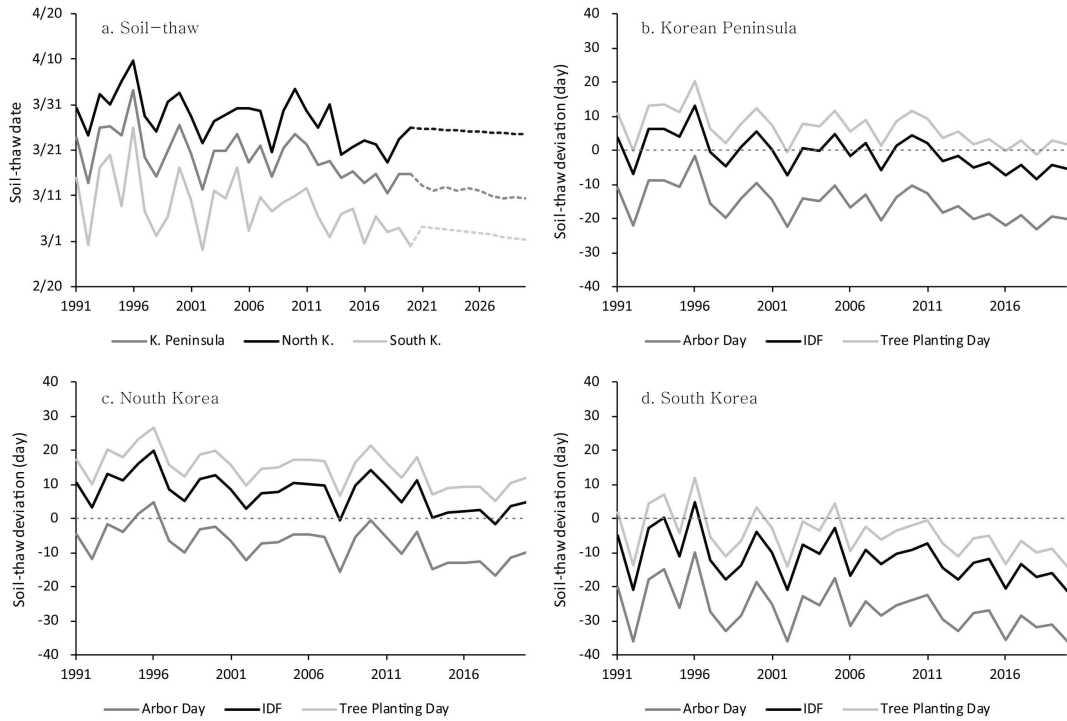 a. Soil-thaw
Soil-thaw date
4/20
4/10
3/31
3/21
3/11
3/1
2/20
1991 1996 2001 2006 2011 2016 2021 2026
K. Peninsula North K. South K.
b. Korean Peninsula
Soil-thaw deviation (day)
40
30
20
10
0
-10
-20
-30
-40
1991 1996 2001 2006 2011 2016
Arbor Day IDF Tree Planting Day
c. Nouth Korea
Soil-thaw deviation (day)
40
30
20
10
0
-10
-20
-30
-40
1991 1996 2001 2006 2011 2016
Arbor Day IDF Tree Planting Day
d. South Korea
Soil-thaw deviation (day)
40
30
20
10
0
-10
-20
-30
-40
1991 1996 2001 2006 2011 2016
Arbor Day IDF Tree Planting Day